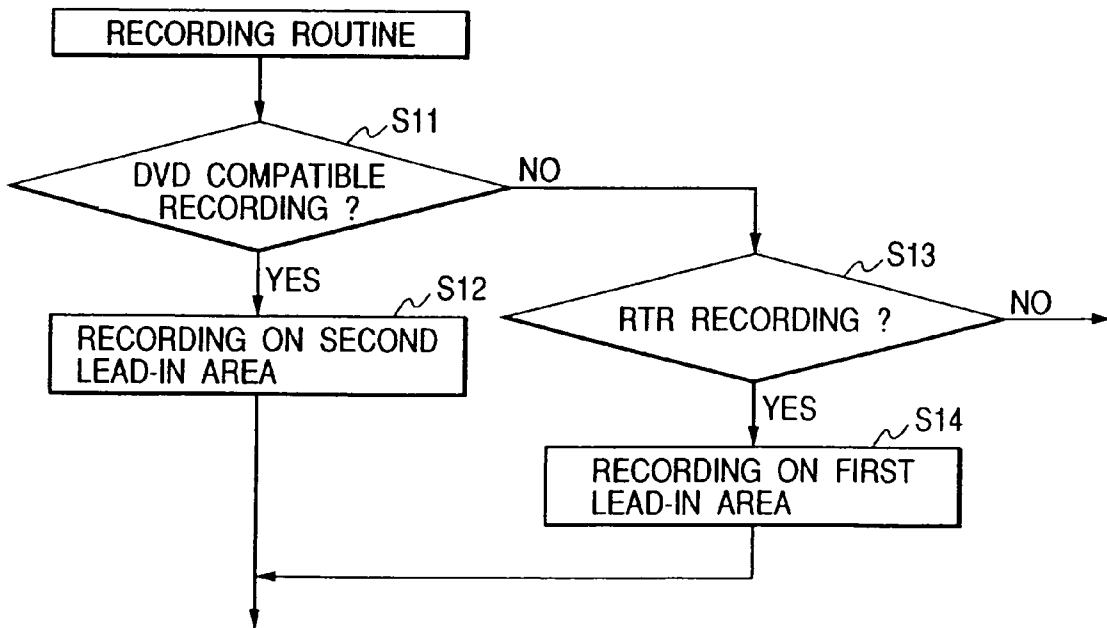 RECORDING ROUTINE
S11
DVD COMPATIBLE
RECORDING ?
NO
YES
S12
RECORDING ON SECOND
LEAD-IN AREA
S13
RTR RECORDING ?
NO
YES
S14
RECORDING ON FIRST
LEAD-IN AREA